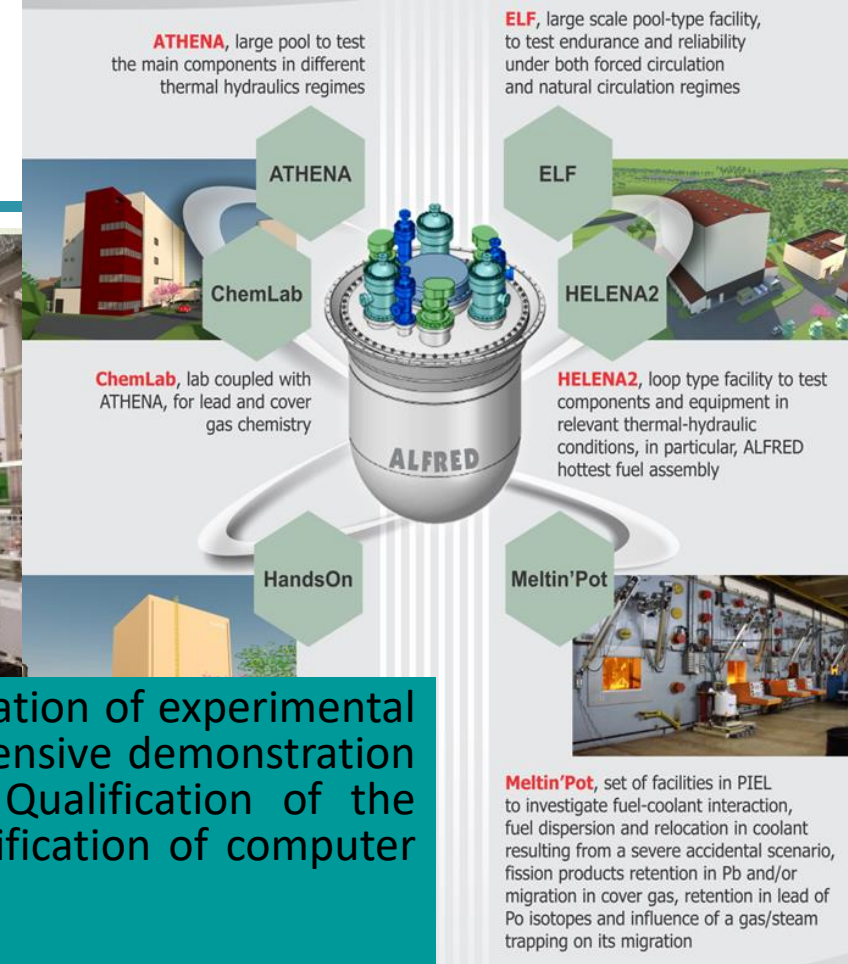 ATHENA, large pool to test
the main components in different
thermal hydraulics regimes
ELF, large scale pool-type facility,
to test endurance and reliability
under both forced circulation
and natural circulation regimes
ATHENA
ELF
ChemLab
HELENA2
ChemLab, lab coupled with
ATHENA, for lead and cover
gas chemistry
HELENA2, loop type facility to test
components and equipment in
relevant thermal-hydraulic
conditions, in particular, ALFRED
hottest fuel assembly
ALFRED
HandsOn
Meltin'Pot
of experimental
demonstration
Qualification of the
of computer
Meltin'Pot, set of facilities in PIEL
to investigate fuel-coolant interaction,
fuel dispersion and relocation in coolant
resulting from a severe accidental scenario,
fission products retention in Pb and/or
migration in cover gas, retention in lead of
Po isotopes and influence of a gas/steam
trapping on its migration